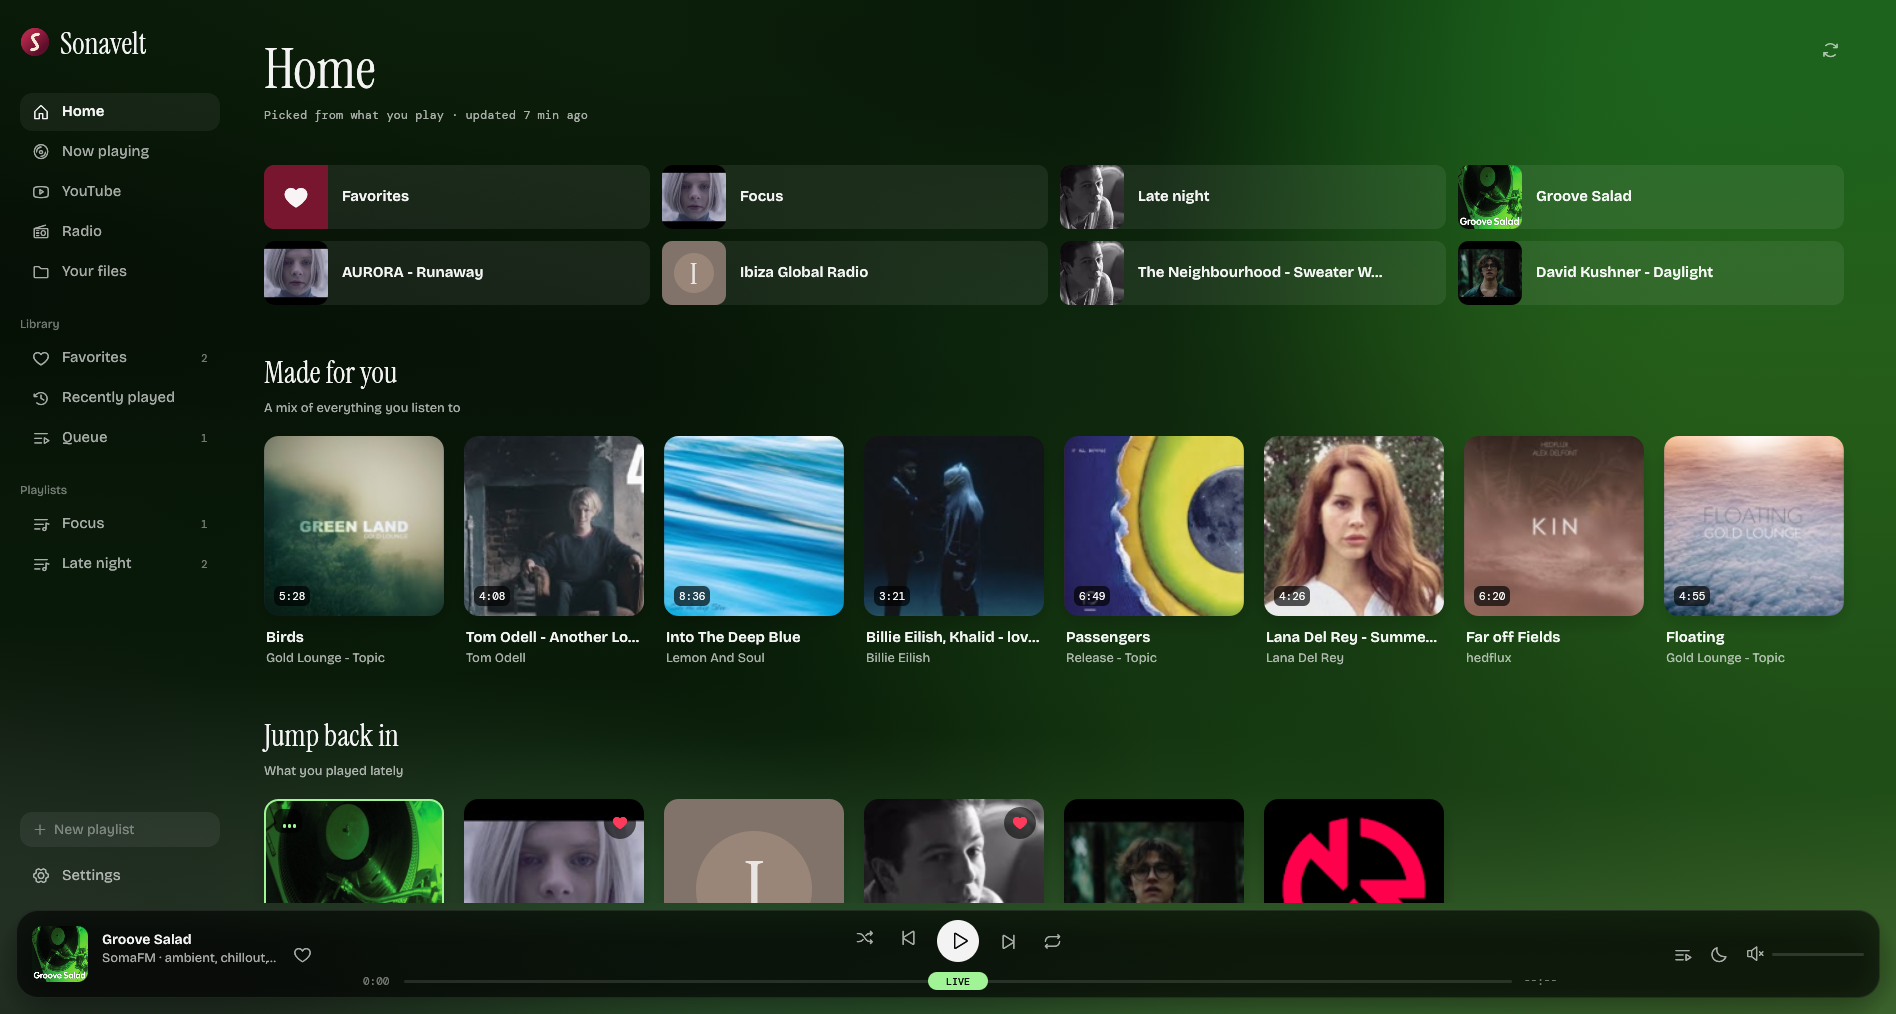 Sonavelt
Home
Now playing
YouTube
Radio
Your files
Library
Favorites 2
Recently played
Queue 1
Playlists
Focus 1
Late night 2
New playlist
Settings
Home
Picked from what you play · updated 7 min ago
Favorites
Focus
Late night
Groove Salad
Groove Salad
AURORA - Runaway
I
Ibiza Global Radio
The Neighbourhood - Sweater W...
David Kushner - Daylight
Made for you
A mix of everything you listen to
GREEN LAND
GOLD LOUNGE
5:28
Birds
Gold Lounge - Topic
4
4:08
Tom Odell - Another Lo...
Tom Odell
8:36
Into The Deep Blue
Lemon And Soul
3:21
Billie Eilish, Khalid - lov...
Billie Eilish
6:49
Passengers
Release - Topic
4:26
Lana Del Rey - Summe...
Lana Del Rey
HEDFLUX
ALEX DELFONT
KIN
6:20
Far off Fields
hedflux
FLOATING
GOLD LOUNGE
4:55
Floating
Gold Lounge - Topic
Jump back in
What you played lately
I
Groove Salad
Groove Salad
SomaFM · ambient, chillout,...
0:00
LIVE
--:--